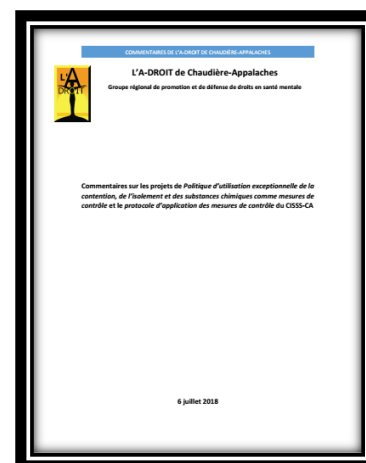 COMMENTAIRES DE L'A-DROIT DE CHAUDIÈRE-APPALACHES
L'A
DROIT
L'A-DROIT de Chaudière-Appalaches
Groupe régional de promotion et de défense de droits en santé mentale
Commentaires sur les projets de Politique d'utilisation exceptionnelle de la
contention, de l'isolement et des substances chimiques comme mesures de
contrôle et le protocole d'application des mesures de contrôle du CISSS-CA
6 juillet 2018